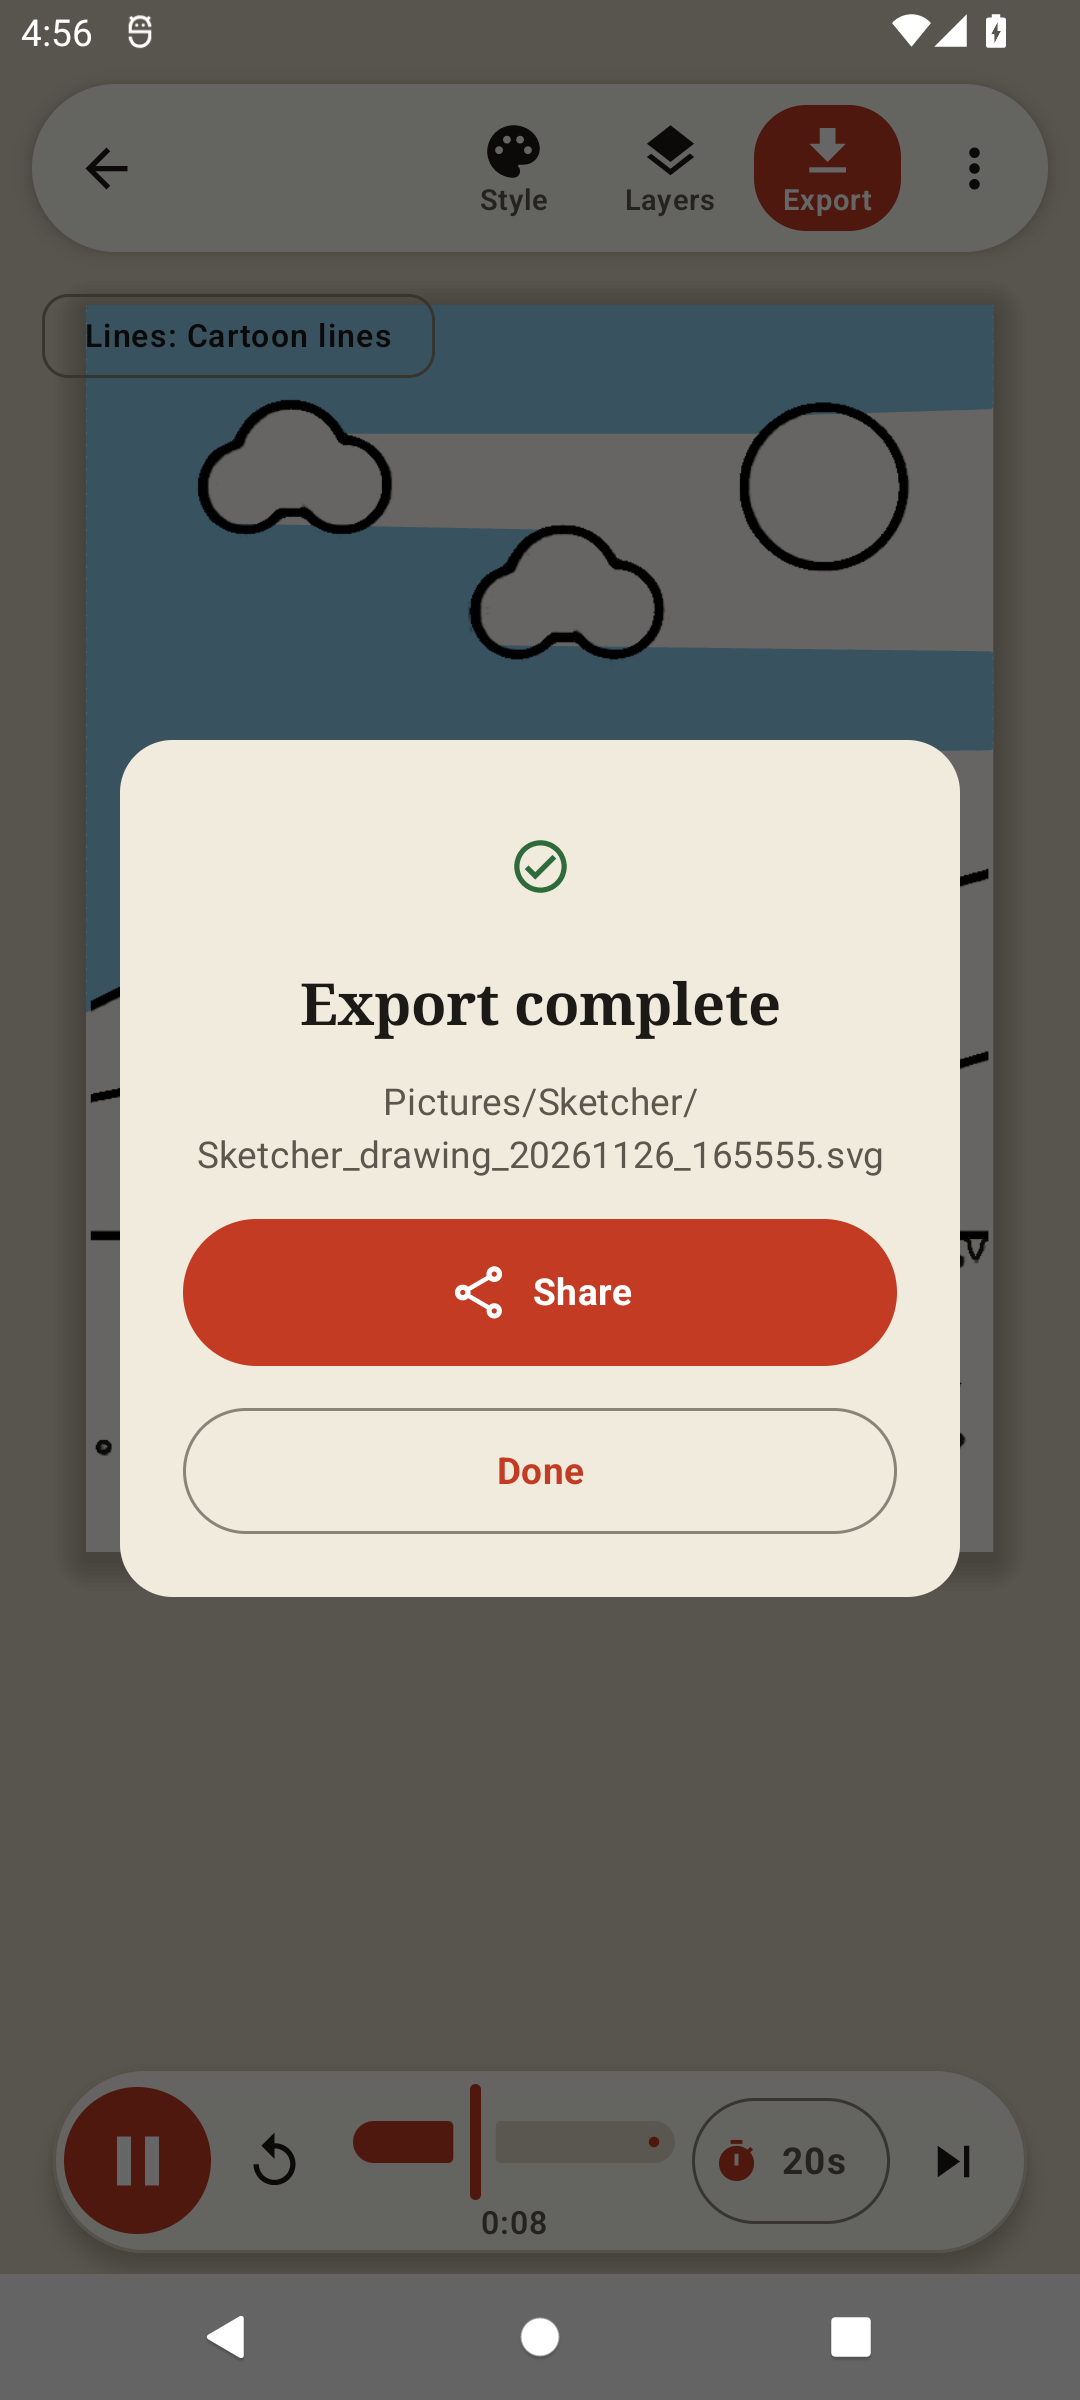 4:56
Style
Layers
Export
Lines: Cartoon lines
Export complete
Pictures/Sketcher/
Sketcher_drawing_20261126_165555.svg
Share
Done
20s
0:08